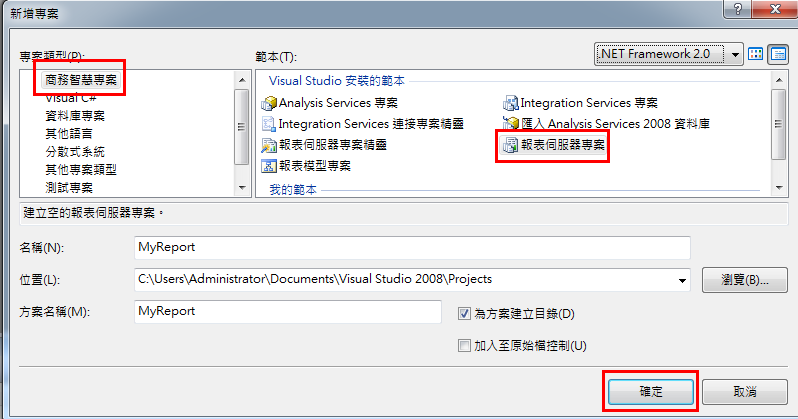 新增專案
專案類型(P):
範本(T):
.NET Framework 2.0
商務智慧專案
Visual C#
資料庫專案
其他語言
分散式系統
其他專案類型
測試專案
Visual Studio 安裝的範本
Analysis Services 專案
Integration Services 專案
Integration Services 連接專案精靈
匯入 Analysis Services 2008 資料庫
報表伺服器專案精靈
報表伺服器專案
報表模型專案
我的範本
建立空的報表伺服器專案。
名稱(N):
MyReport
位置(L):
C:\Users\Administrator\Documents\Visual Studio 2008\Projects
瀏覽(B)...
方案名稱(M):
MyReport
為方案建立目錄(D)
加入至原始檔控制(U)
確定
取消